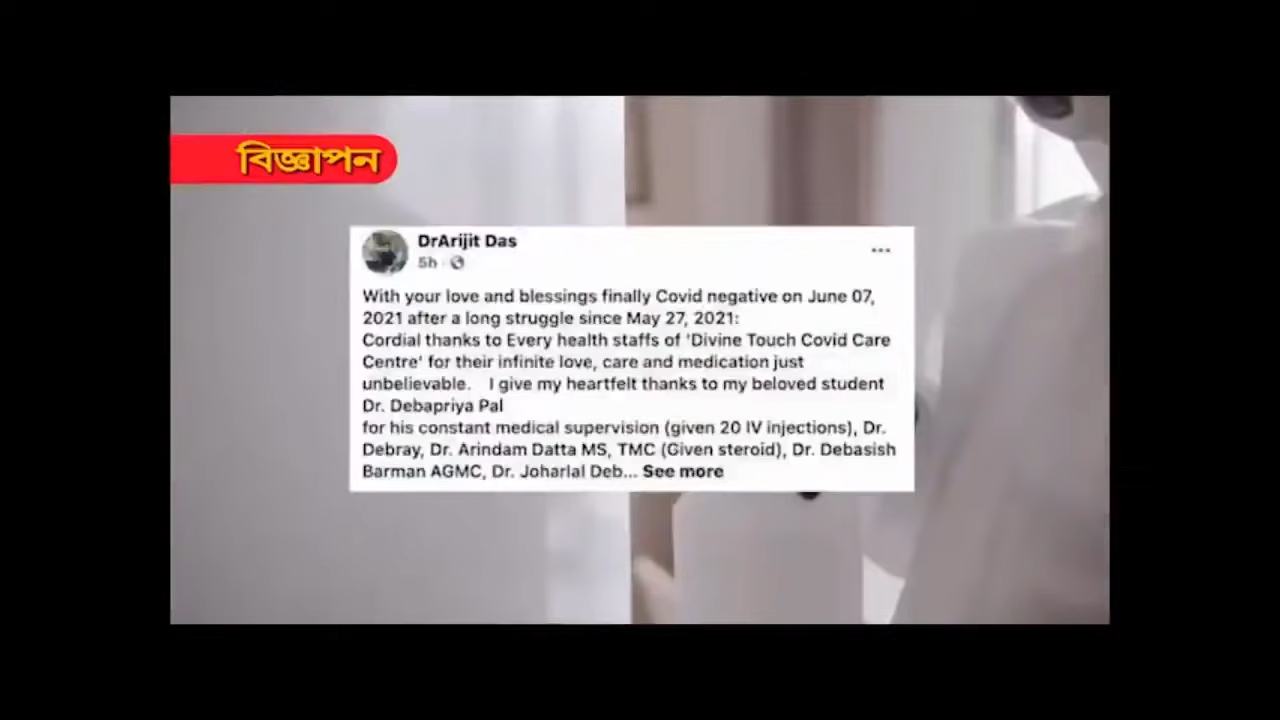 বিজ্ঞাপন
DrArijit Das
5h ·
With your love and blessings finally Covid negative on June 07,
2021 after a long struggle since May 27, 2021:
Cordial thanks to Every health staffs of 'Divine Touch Covid Care
Centre' for their infinite love, care and medication just
unbelievable. I give my heartfelt thanks to my beloved student
Dr. Debapriya Pal
for his constant medical supervision (given 20 IV injections), Dr.
Debray, Dr. Arindam Datta MS, TMC (Given steroid), Dr. Debasish
Barman AGMC, Dr. Joharlal Deb... See more